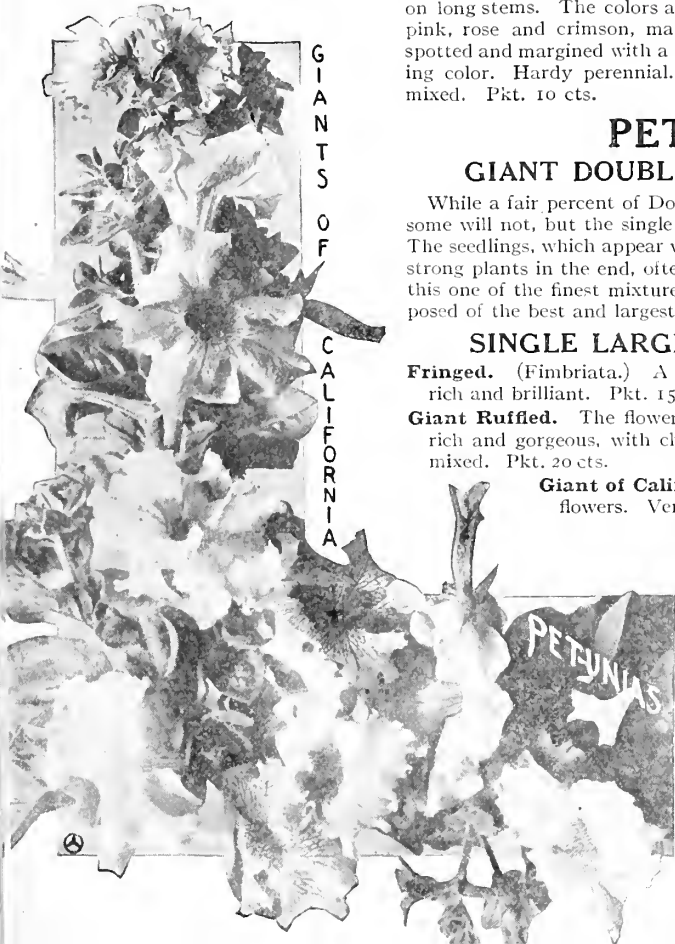 on long stems. The colors a
pink, rose and crimson, ma
spotted and margined with a
ing color. Hardy perennial.
mixed. Pkt. 10 cts.
PET
GIANT DOUBL
While a fair percent of Do
some will not, but the single
The seedlings, which appear
strong plants in the end, ofte
this one of the finest mixture
posed of the best and largest
SINGLE LARG
Fringed. (Fimbriata.) A
rich and brilliant. Pkt. 15
Giant Ruffled. The flower
rich and gorgeous, with cl
mixed. Pkt. 20 cts.
Giant of Cali
flowers. Ver
GIANTS OF CALIFORNIA
PETUNIAS